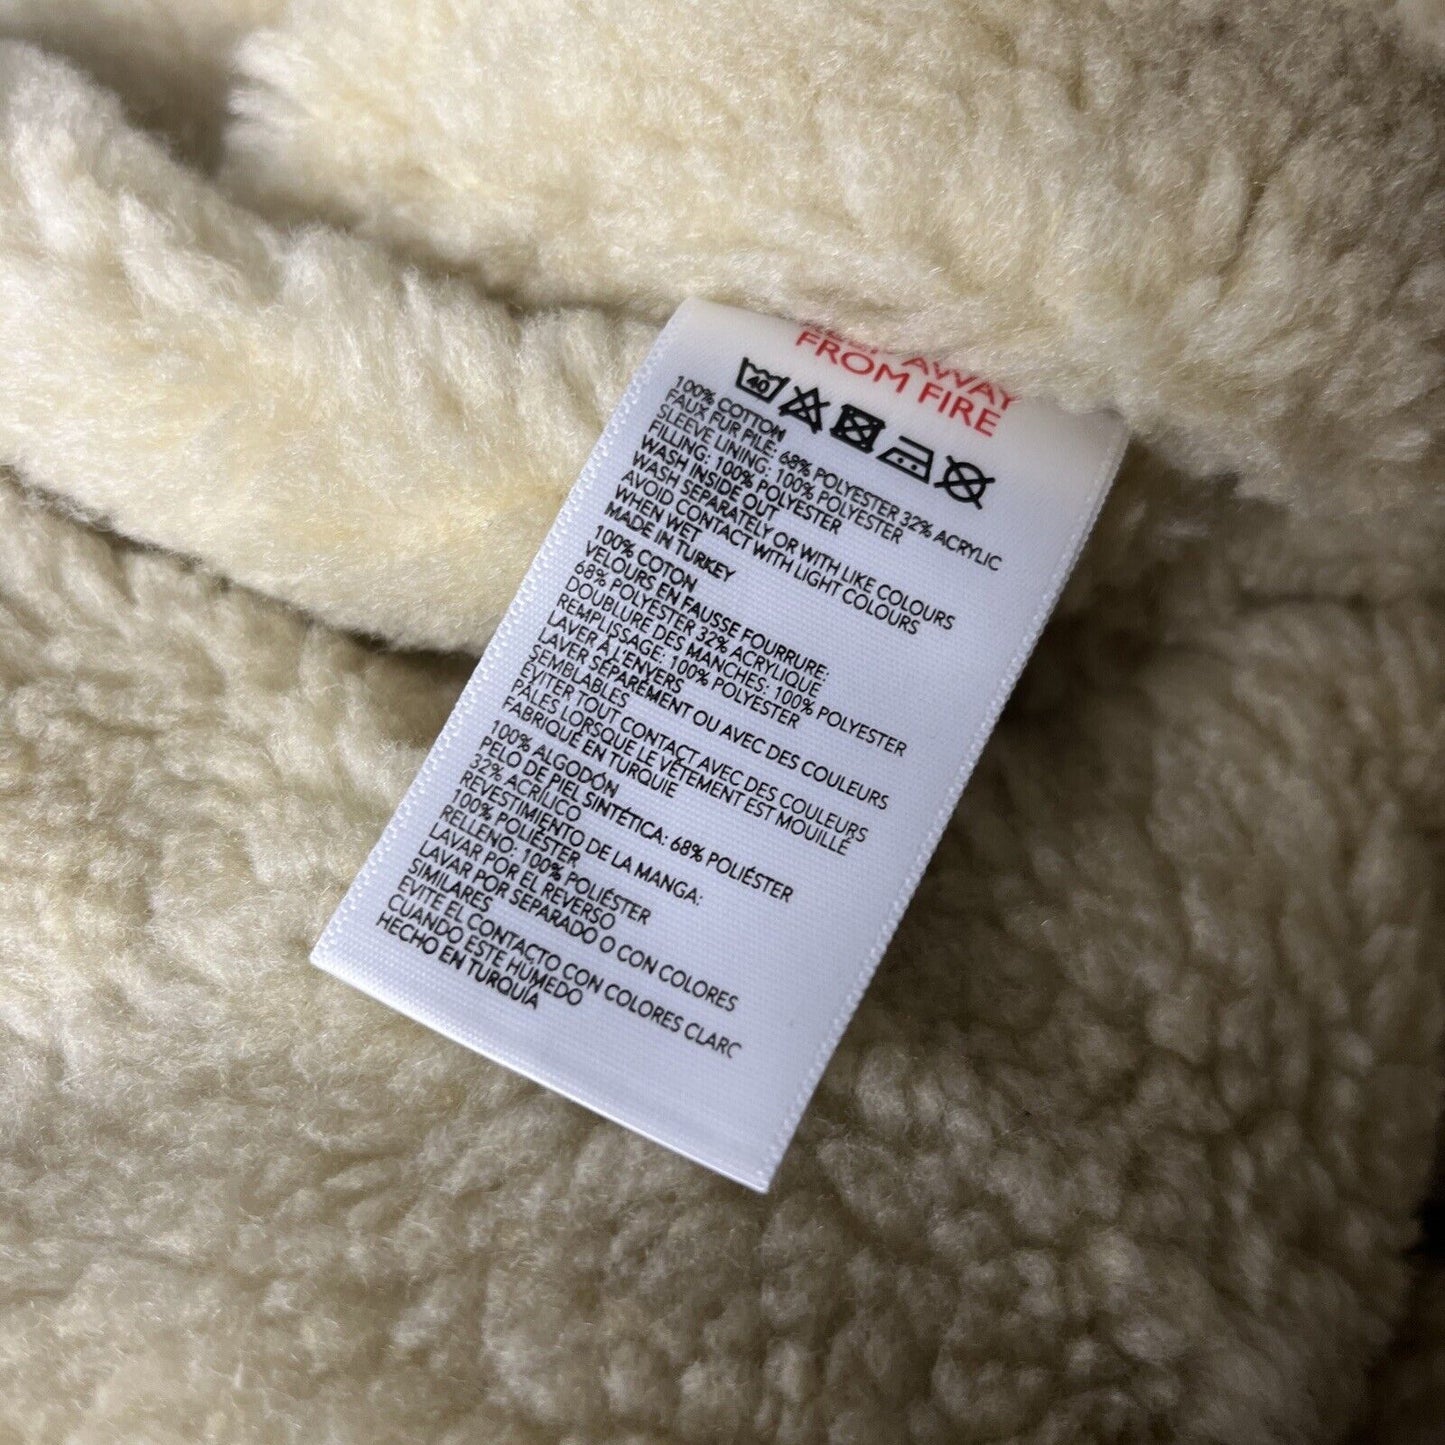 KEEP AWAY
FROM FIRE
40
100% COTTON
FAUX FUR PILE: 68% POLYESTER 32% ACRYLIC
SLEEVE LINING: 100% POLYESTER
FILLING: 100% POLYESTER
WASH INSIDE OUT
WASH SEPARATELY OR WITH LIKE COLOURS
AVOID CONTACT WITH LIGHT COLOURS
WHEN WET
MADE IN TURKEY
100% COTON
VELOURS EN FAUSSE FOURRURE:
68% POLYESTER 32% ACRYLIQUE
DOUBLURE DES MANCHES: 100% POLYESTER
REMPLISSAGE: 100% POLYESTER
LAVER À L'ENVERS
LAVER SÉPARÉMENT OU AVEC DES COULEURS
SEMBLABLES
ÉVITER TOUT CONTACT AVEC DES COULEURS
PÂLES LORSQUE LE VÊTEMENT EST MOUILLÉ
FABRIQUÉ EN TURQUIE
100% ALGODÓN
PELO DE PIEL SINTÉTICA: 68% POLIÉSTER
32% ACRÍLICO
REVESTIMIENTO DE LA MANGA:
100% POLIÉSTER
RELLENO: 100% POLIÉSTER
LAVAR POR EL REVERSO
LAVAR POR SEPARADO O CON COLORES
SIMILARES
EVITE EL CONTACTO CON COLORES CLARC
CUANDO ESTE HÚMEDO
HECHO EN TURQUÍA